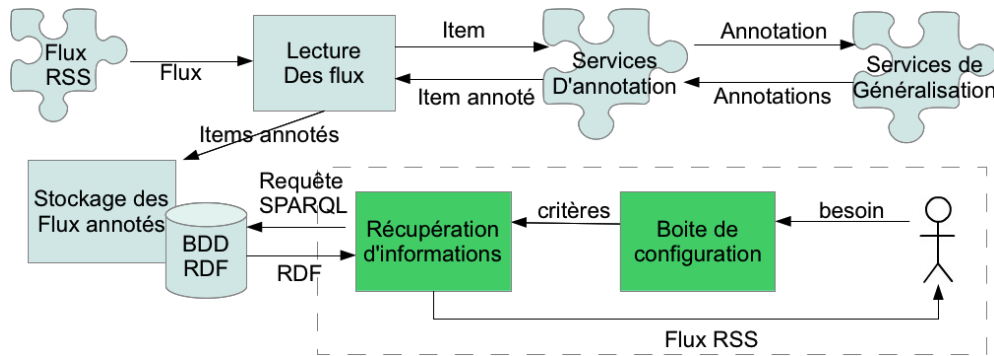 Flux
RSS
Flux
Lecture
Des flux
Item
Item annoté
Services
D'annotation
Annotation
Annotations
Services de
Généralisation
Items annotés
Stockage des
Flux annotés
BDD
RDF
Requête
SPARQL
RDF
Récupération
d'informations
critères
Boite de
configuration
besoin
Flux RSS